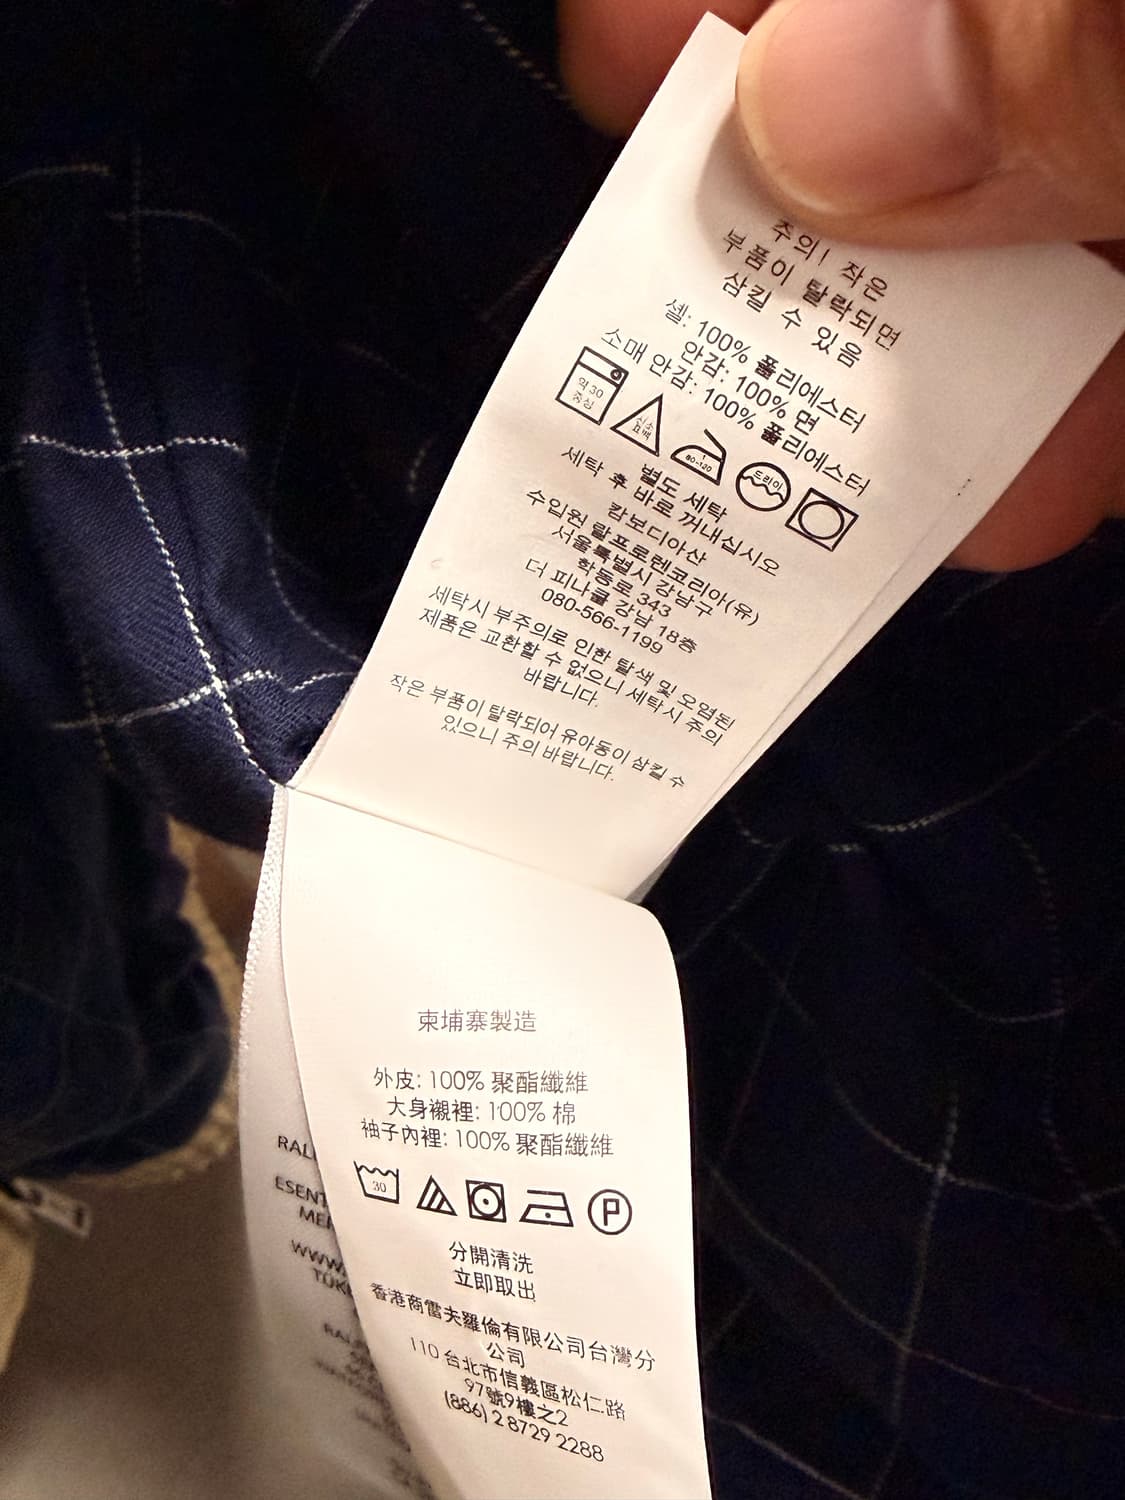 주의! 작은
부품이 탈락되면
삼킬 수 있음
셸: 100% 폴리에스터
안감: 100% 면
소매 안감: 100% 폴리에스터
약 30
중성
산소
표백
1
80-120
드라이
별도 세탁
세탁 후 바로 꺼내십시오
캄보디아산
수입원 랄프로렌코리아(유)
서울특별시 강남구
학동로 343
더 피나클 강남 18층
080-566-1199
세탁시 부주의로 인한 탈색 및 오염된
제품은 교환할 수 없으니 세탁시 주의
바랍니다.
작은 부품이 탈락되어 유아동이 삼킬 수
있으니 주의 바랍니다.
柬埔寨製造
外皮: 100% 聚酯纖維
大身襯裡: 100% 棉
袖子內裡: 100% 聚酯纖維
30
P
分開清洗
立即取出
香港商雷夫羅倫有限公司台灣分
公司
110 台北市信義區松仁路
97號9樓之2
(886) 2 8729 2288